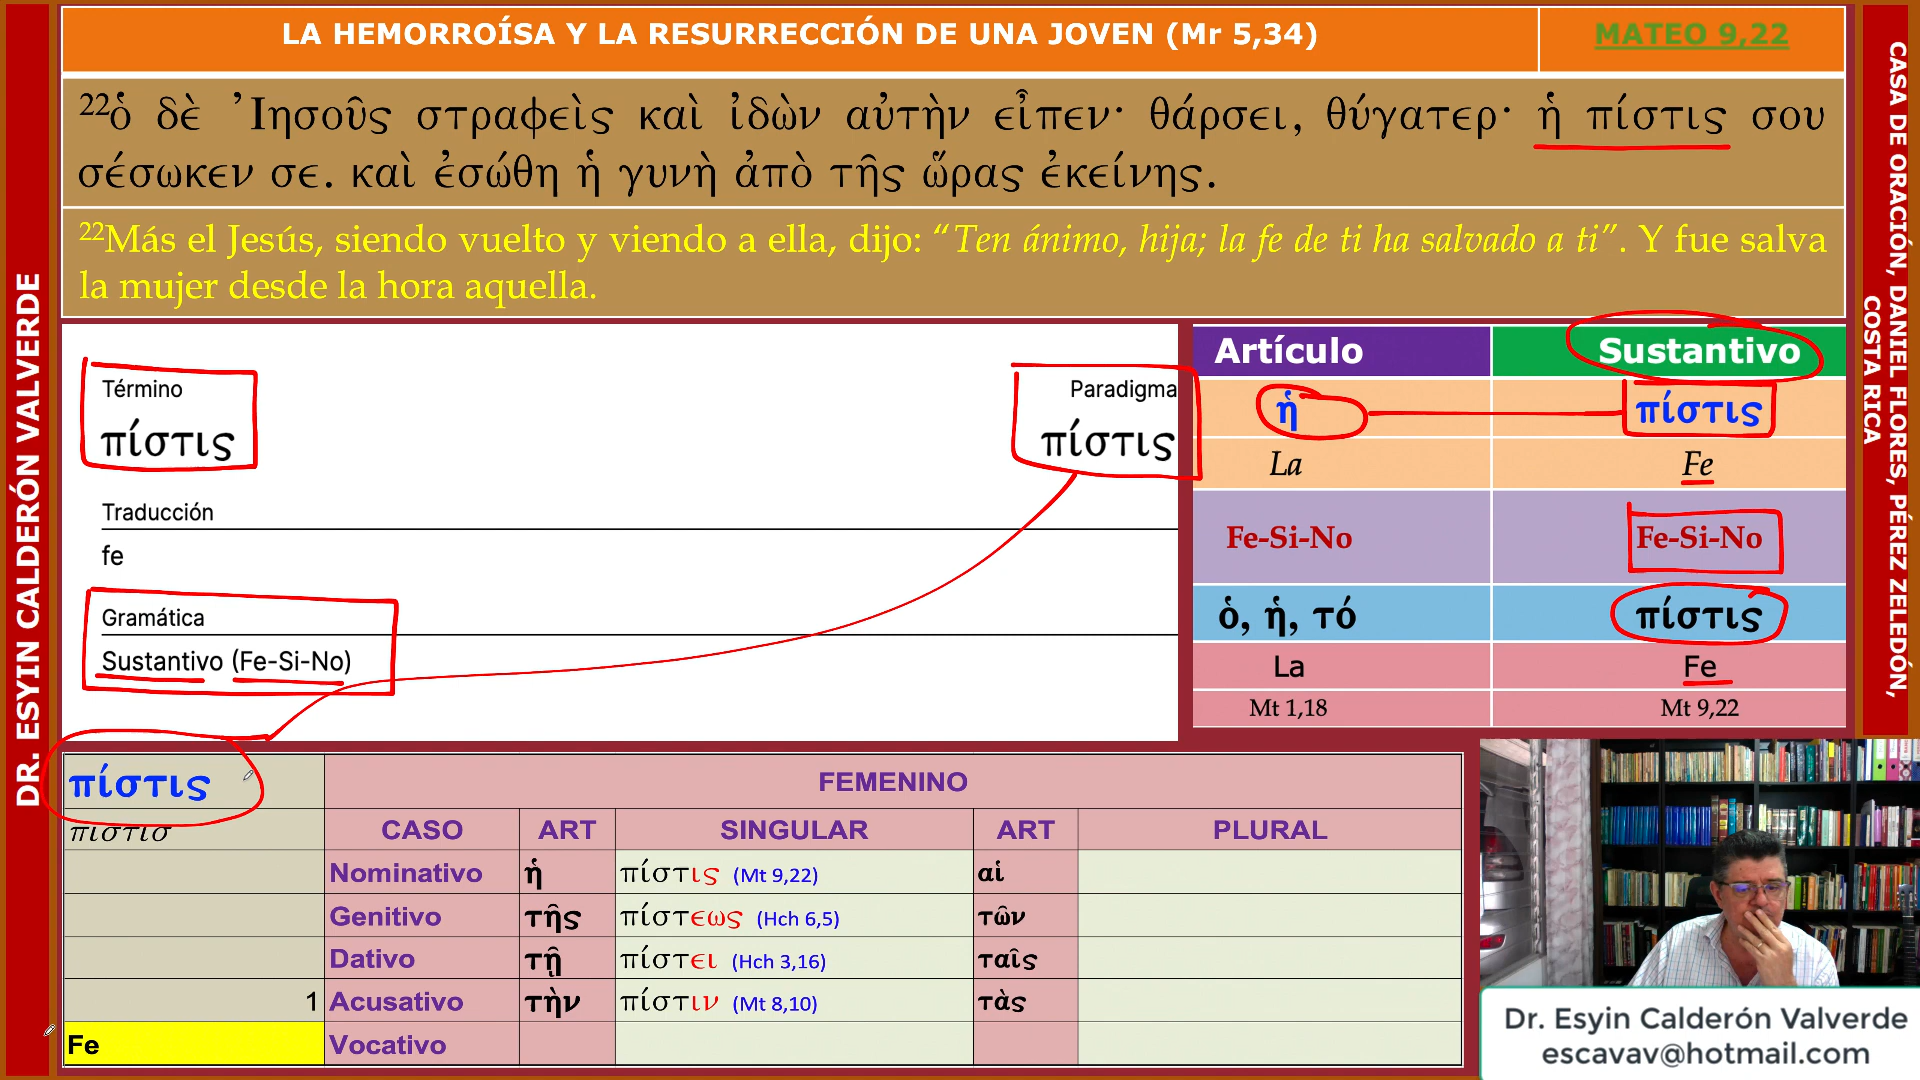 LA HEMORROÍSA Y LA RESURRECCIÓN DE UNA JOVEN (Mr 5,34)
MATEO 9,22
22ὁ δὲ Ἰησοῦς στραφεὶς καὶ ἰδὼν αὐτὴν εἶπεν· θάρσει, θύγατερ· ἡ πίστις σου
σέσωκεν σε. καὶ ἐσώθη ἡ γυνὴ ἀπὸ τῆς ὥρας ἐκείνης.
22Más el Jesús, siendo vuelto y viendo a ella, dijo: “Ten ánimo, hija; la fe de ti ha salvado a ti”. Y fue salva
la mujer desde la hora aquella.
DR. ESYIN CALDERÓN VALVERDE
CASA DE ORACIÓN, DANIEL FLORES, PÉREZ ZELEDÓN,
COSTA RICA
Término
πίστις
Paradigma
πίστις
Traducción
fe
Gramática
Sustantivo (Fe-Si-No)
Artículo Sustantivo
ἡ πίστις
La Fe
Fe-Si-No Fe-Si-No
ὁ, ἡ, τό πίστις
La Fe
Mt 1,18 Mt 9,22
πίστις FEMENINO
πίστισ CASO ART SINGULAR ART PLURAL
Nominativo ἡ πίστις (Mt 9,22) αἱ
Genitivo τῆς πίστεως (Hch 6,5) τῶν
Dativo τῇ πίστει (Hch 3,16) ταῖς
1 Acusativo τὴν πίστιν (Mt 8,10) τὰς
Fe Vocativo
Dr. Esyin Calderón Valverde
escavav@hotmail.com